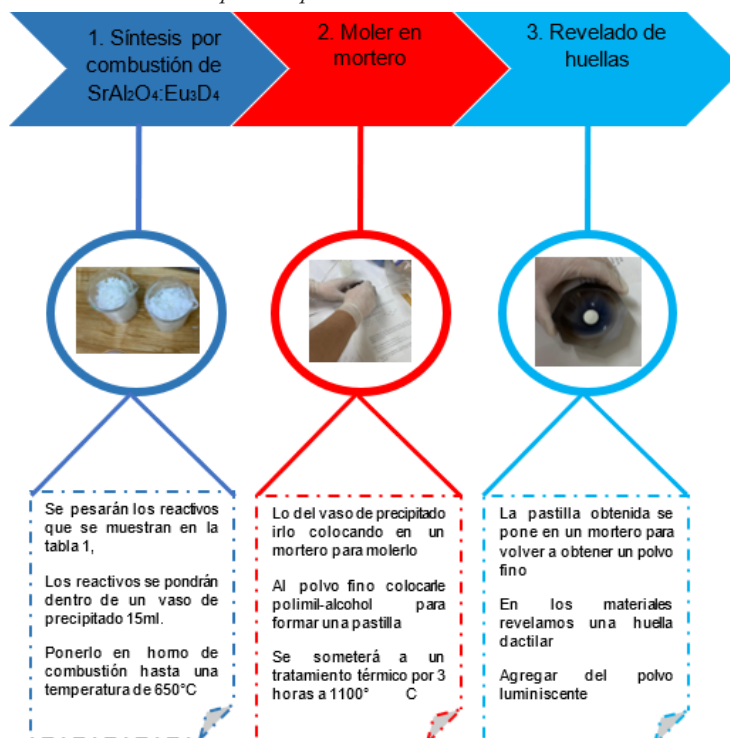 1. Síntesis por
combustión de
SrAl₂O₄:Eu₃D₄
2. Moler en
mortero
3. Revelado de
huellas
Se pesarán los reactivos
que se muestran en la
tabla 1,
Los reactivos se pondrán
dentro de un vaso de
precipitado 15ml.
Ponerlo en horno de
combustión hasta una
temperatura de 650°C
Lo del vaso de precipitado
irlo colocando en un
mortero para molerlo
Al polvo fino colocarle
polimil-alcohol para
formar una pastilla
Se someterá a un
tratamiento térmico por 3
horas a 1100° C
La pastilla obtenida se
pone en un mortero para
volver a obtener un polvo
fino
En los materiales
revelamos una huella
dactilar
Agregar del polvo
luminiscente